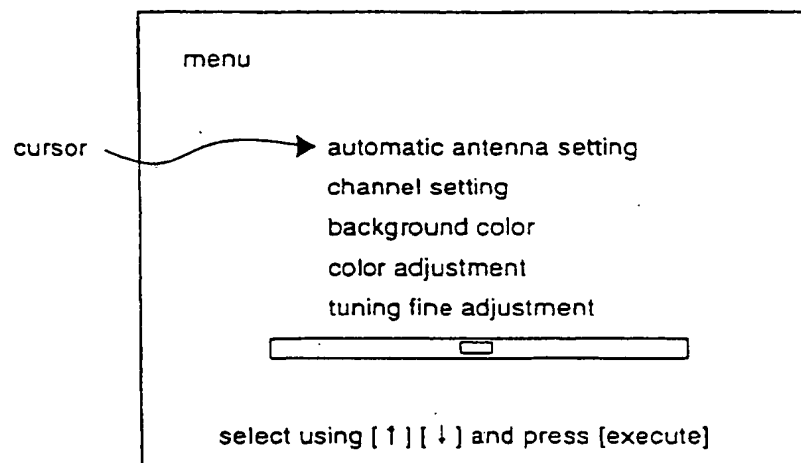 menu
cursor
automatic antenna setting
channel setting
background color
color adjustment
tuning fine adjustment
select using [ ↑ ] [ ↓ ] and press [execute]